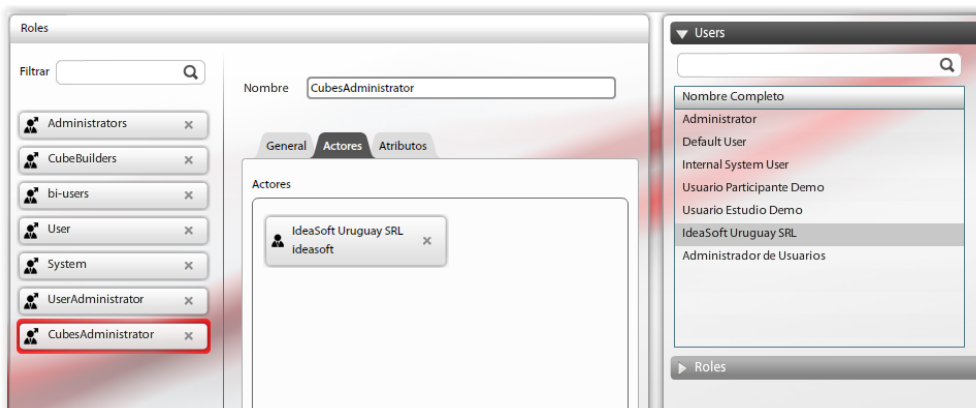 Roles
Filtrar
Administrators
CubeBuilders
bi-users
User
System
UserAdministrator
CubesAdministrator
Nombre CubesAdministrator
General Actores Atributos
Actores
IdeaSoft Uruguay SRL
ideasoft
Users
Nombre Completo
Administrator
Default User
Internal System User
Usuario Participante Demo
Usuario Estudio Demo
IdeaSoft Uruguay SRL
Administrador de Usuarios
Roles